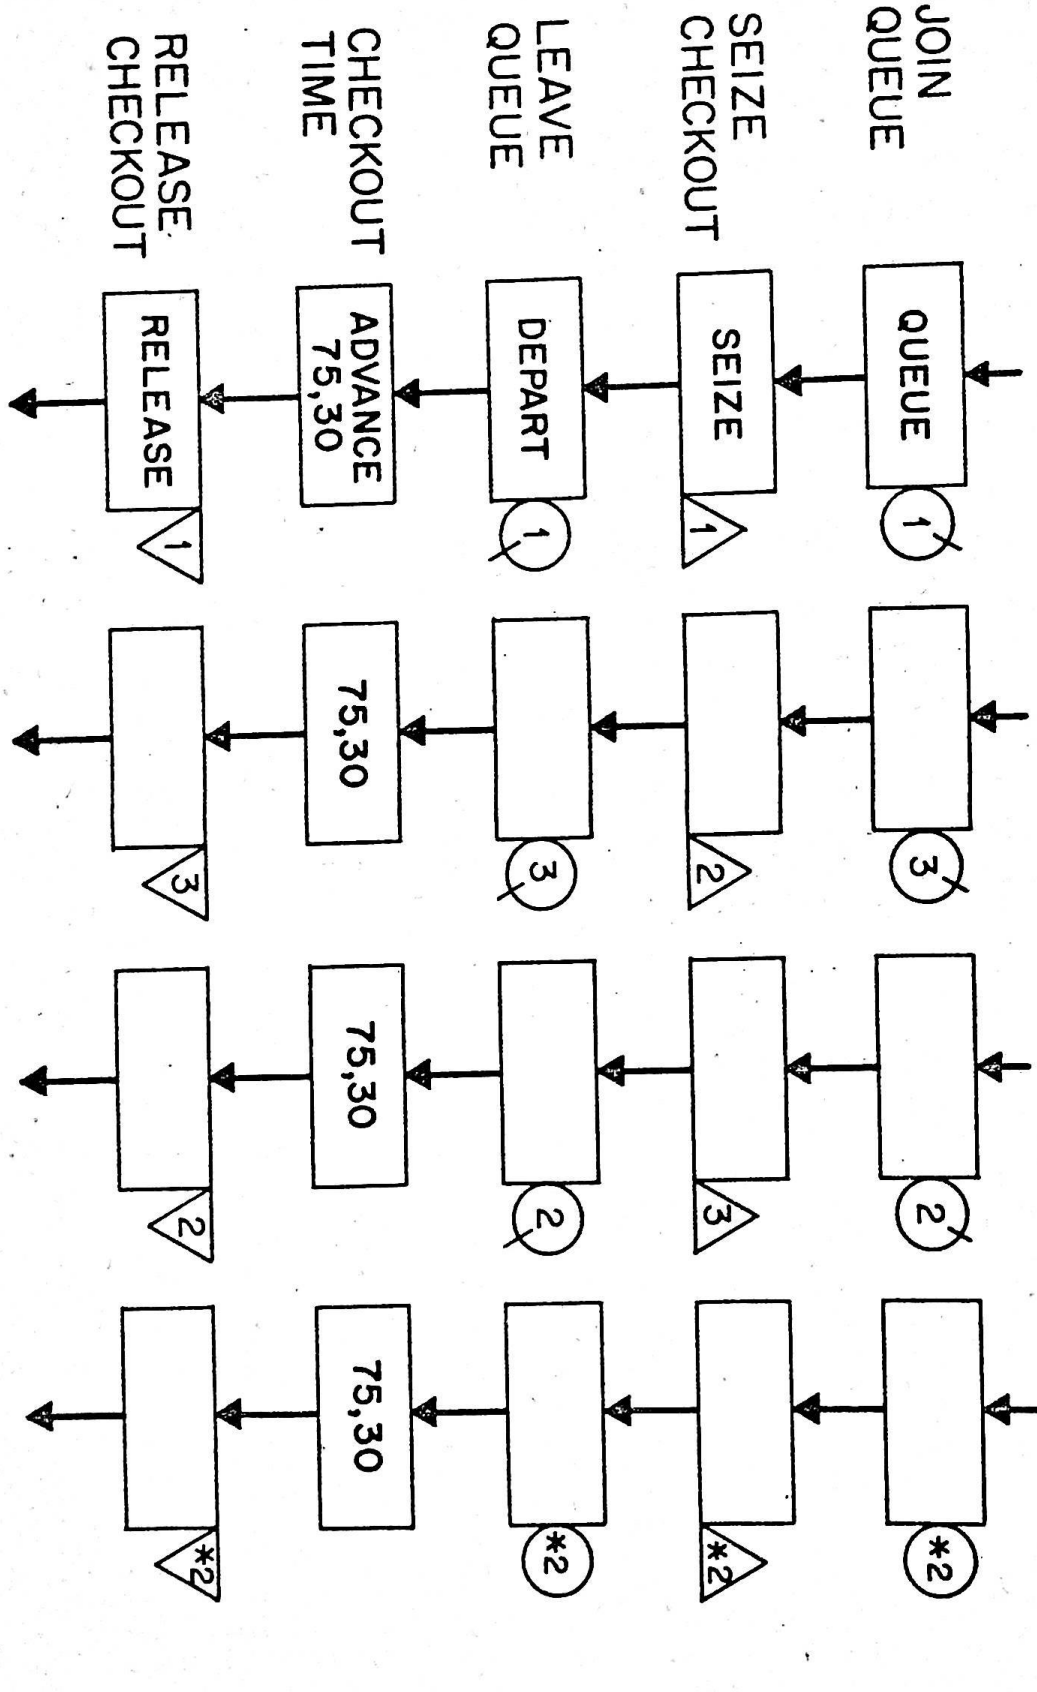 JOIN
QUEUE
QUEUE
1
3
2
*2
SEIZE
CHECKOUT
SEIZE
1
2
3
*2
LEAVE
QUEUE
DEPART
1
3
2
*2
CHECKOUT
TIME
ADVANCE
75,30
75,30
75,30
75,30
RELEASE
CHECKOUT
RELEASE
1
3
2
*2